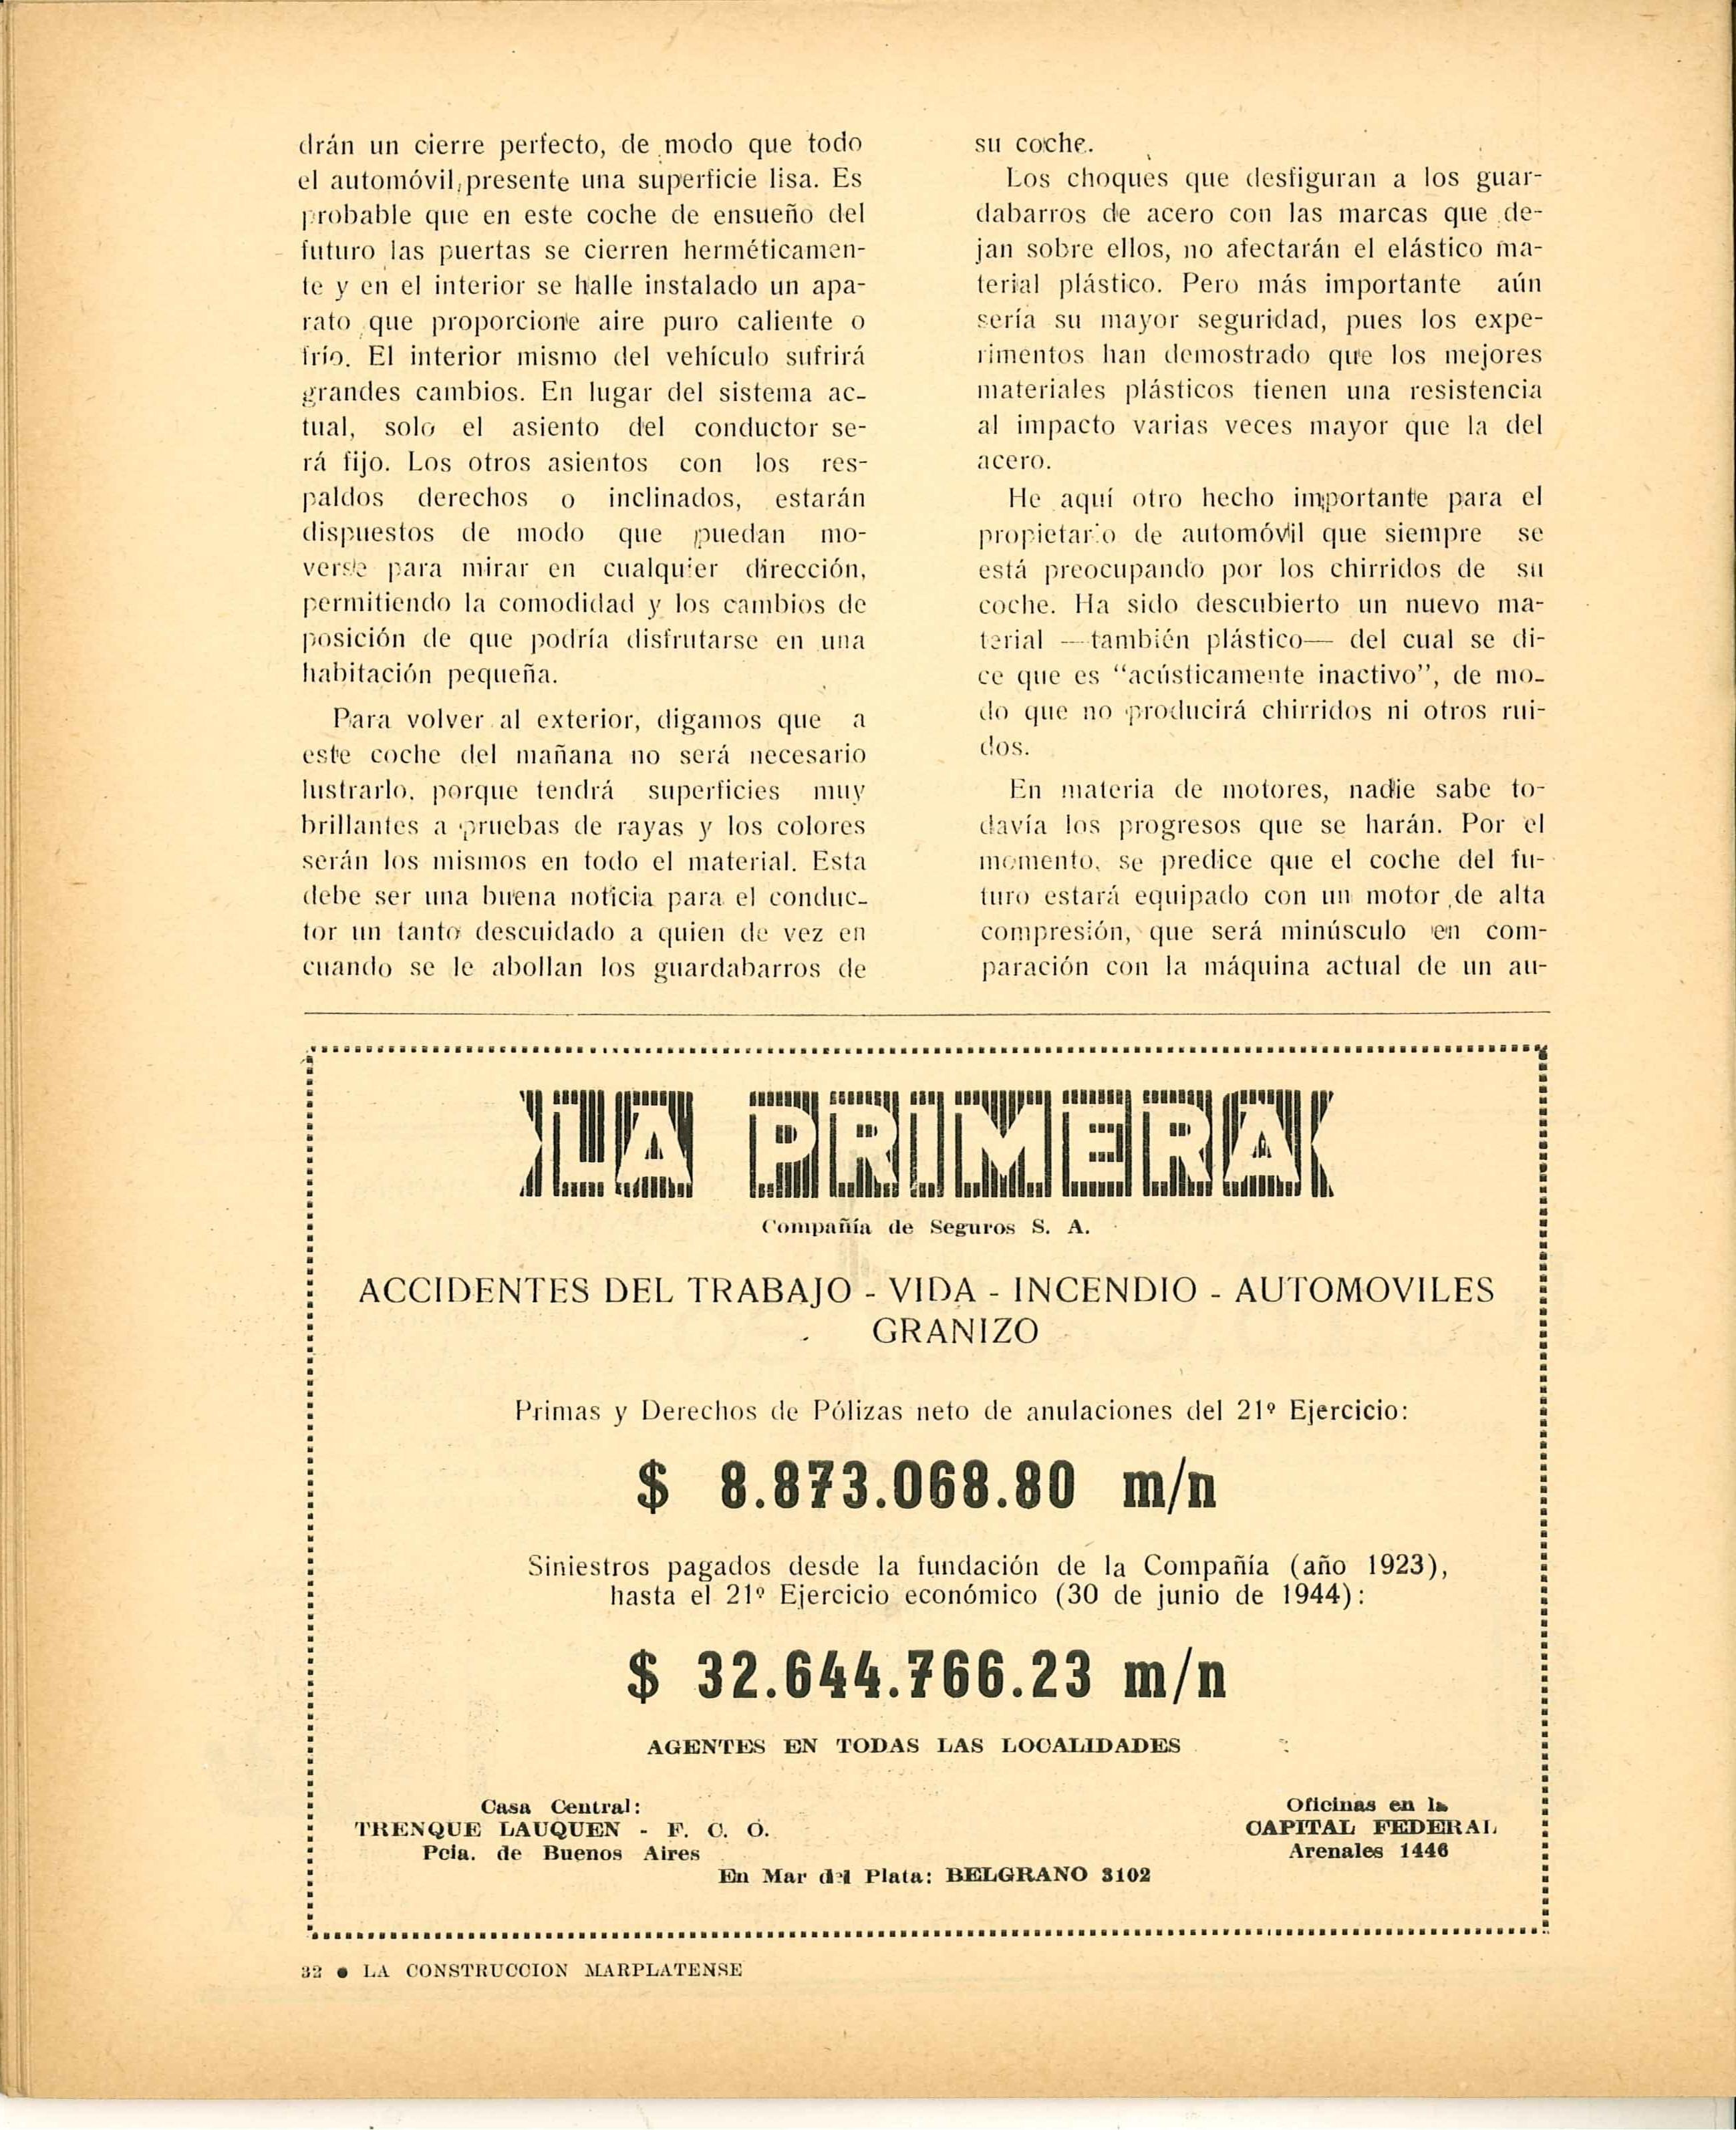 drán un cierre perfecto, de modo que todo
el automóvil, presente una superficie lisa. Es
probable que en este coche de ensueño del
futuro las puertas se cierren herméticamen-
te y en el interior se halle instalado un apa-
rato que proporcione aire puro caliente o
frío. El interior mismo del vehículo sufrirá
grandes cambios. En lugar del sistema ac-
tual, solo el asiento del conductor se-
rá fijo. Los otros asientos con los res-
paldos derechos o inclinados, estarán
dispuestos de modo que puedan mo-
verse para mirar en cualquier dirección,
permitiendo la comodidad y los cambios de
posición de que podría disfrutarse en una
habitación pequeña.
Para volver al exterior, digamos que a
este coche del mañana no será necesario
lustrarlo, porque tendrá superficies muy
brillantes a pruebas de rayas y los colores
serán los mismos en todo el material. Esta
debe ser una buena noticia para el conduc-
tor un tanto descuidado a quien de vez en
cuando se le abollan los guardabarros de
su coche.
Los choques que desfiguran a los guar-
dabarros de acero con las marcas que de-
jan sobre ellos, no afectarán el elástico ma-
terial plástico. Pero más importante aún
sería su mayor seguridad, pues los expe-
rimentos han demostrado que los mejores
materiales plásticos tienen una resistencia
al impacto varias veces mayor que la del
acero.
He aquí otro hecho importante para el
propietario de automóvil que siempre se
está preocupando por los chirridos de su
coche. Ha sido descubierto un nuevo ma-
terial —también plástico— del cual se di-
ce que es "acústicamente inactivo", de mo-
do que no producirá chirridos ni otros rui-
dos.
En materia de motores, nadie sabe to-
davía los progresos que se harán. Por el
momento, se predice que el coche del fu-
turo estará equipado con un motor de alta
compresión, que será minúsculo en com-
paración con la máquina actual de un au-
LA PRIMERA
Compañía de Seguros S. A.
ACCIDENTES DEL TRABAJO - VIDA - INCENDIO - AUTOMOVILES
GRANIZO
Primas y Derechos de Pólizas neto de anulaciones del 21º Ejercicio:
$ 8.873.068.80 m/n
Siniestros pagados desde la fundación de la Compañía (año 1923),
hasta el 21º Ejercicio económico (30 de junio de 1944):
$ 32.644.766.23 m/n
AGENTES EN TODAS LAS LOCALIDADES
Casa Central:
TRENQUE LAUQUEN - F. C. O.
Pcia. de Buenos Aires
Oficinas en la
CAPITAL FEDERAL
Arenales 1446
En Mar del Plata: BELGRANO 3102
32 ● LA CONSTRUCCION MARPLATENSE